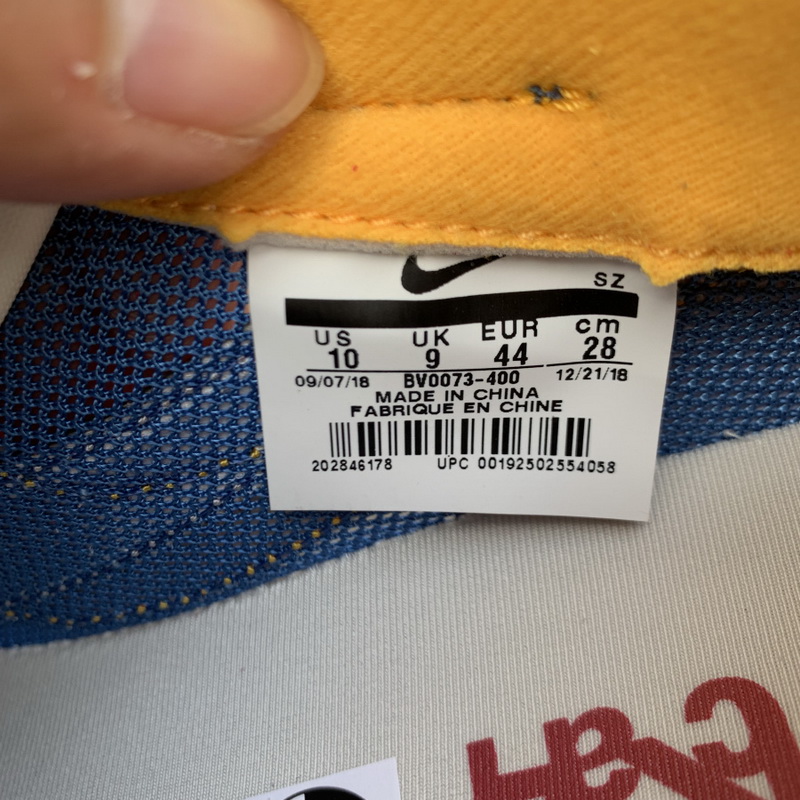 SZ
US UK EUR cm
10 9 44 28
09/07/18 BV0073-400 12/21/18
MADE IN CHINA
FABRIQUE EN CHINE
202846178 UPC 00192502554058